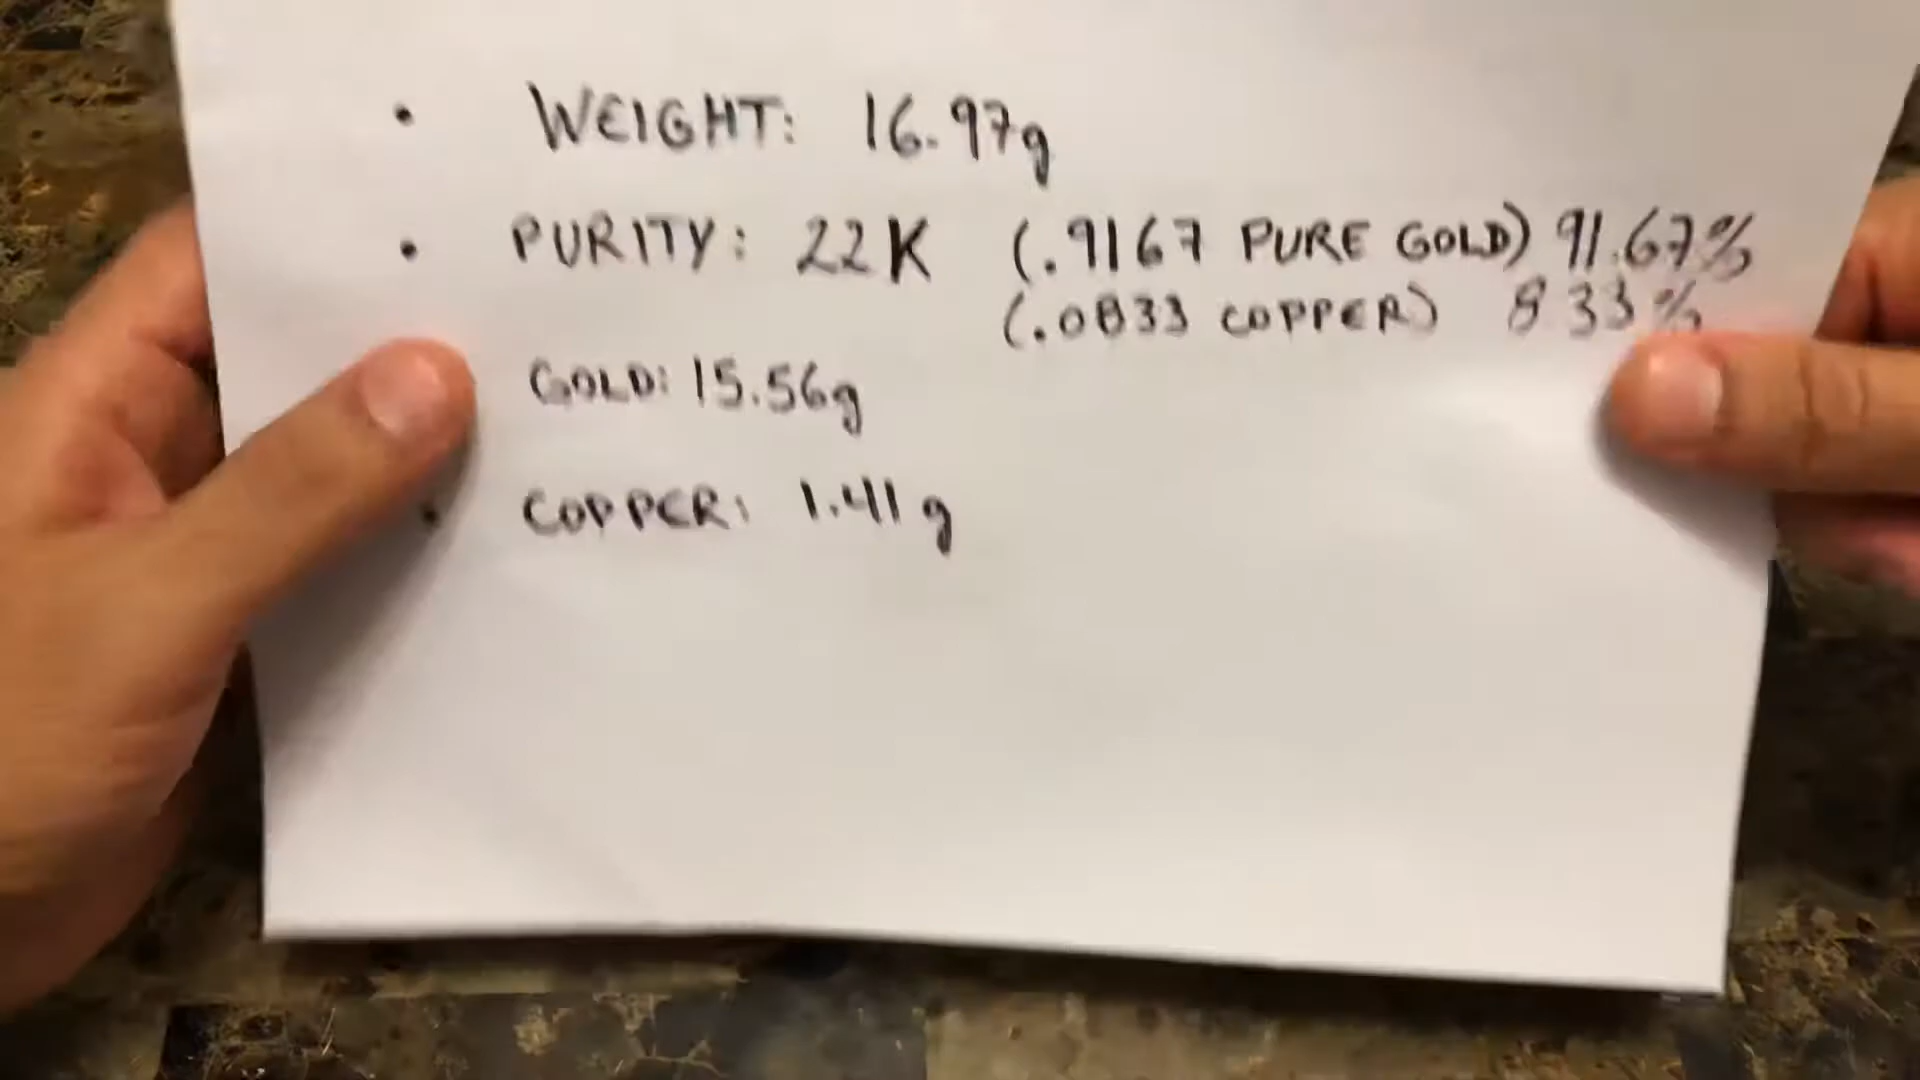 • WEIGHT: 16.97g
• PURITY: 22K (.9167 PURE GOLD) 91.67%
(.0833 COPPER) 8.33%
GOLD: 15.56g
• COPPER: 1.41g